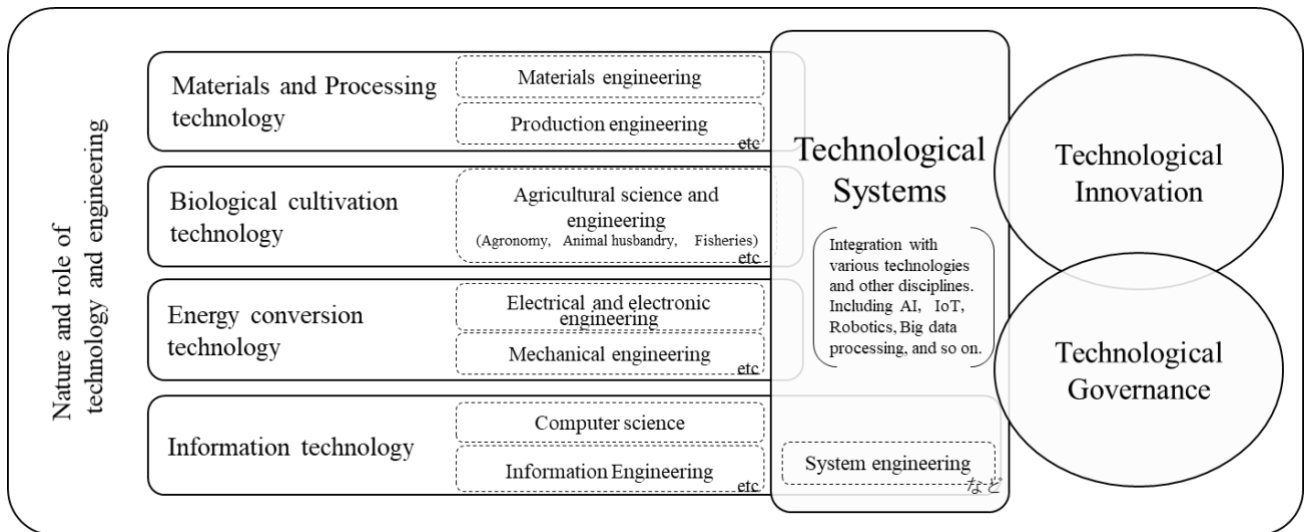 Nature and role of
technology and engineering
Materials and Processing
technology
Materials engineering
Production engineering
etc
Biological cultivation
technology
Agricultural science and
engineering
(Agronomy, Animal husbandry, Fisheries)
etc
Energy conversion
technology
Electrical and electronic
engineering
Mechanical engineering
etc
Information technology
Computer science
Information Engineering
etc
Technological
Systems
Integration with
various technologies
and other disciplines.
Including AI, IoT,
Robotics, Big data
processing, and so on.
System engineering
など
Technological
Innovation
Technological
Governance